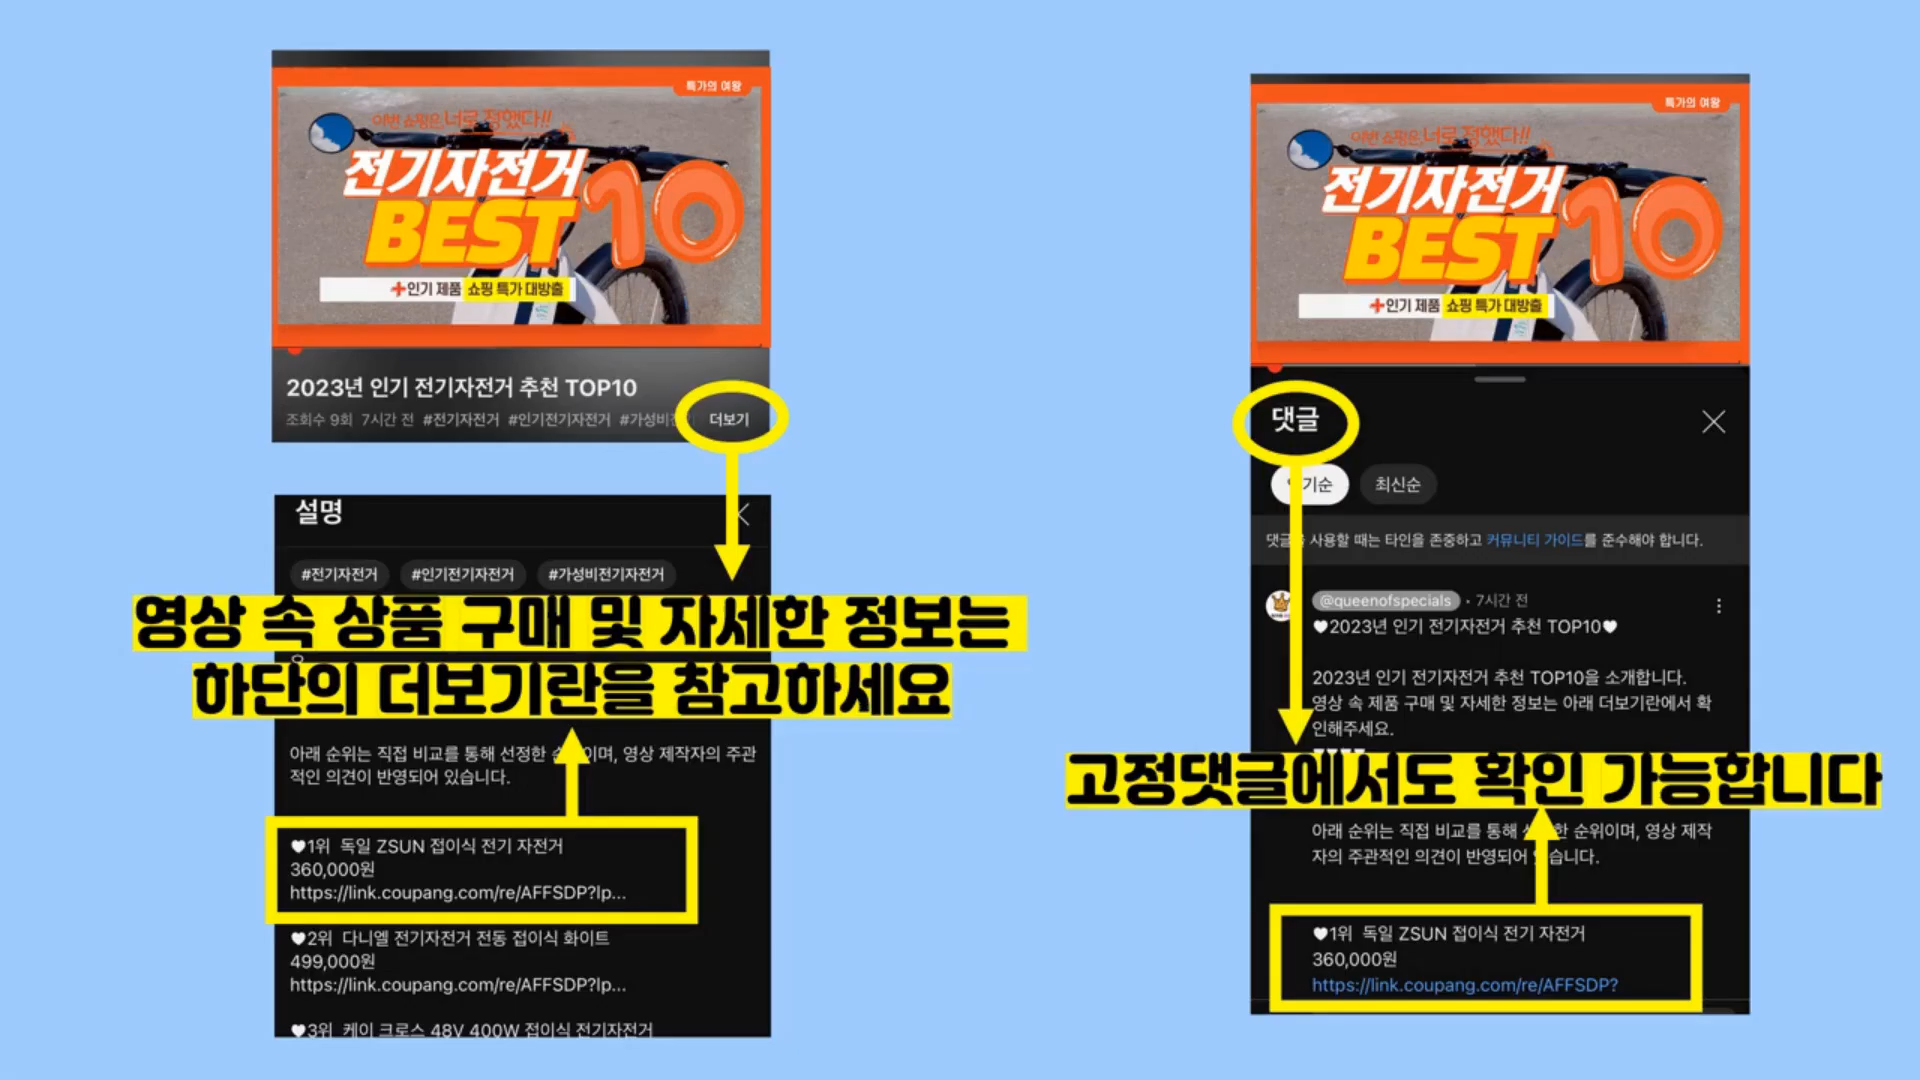 특가의 여왕
이번 쇼핑은 너로 정했다!!
전기자전거
BEST 10
+인기 제품 쇼핑 특가 대방출
2023년 인기 전기자전거 추천 TOP10
조회수 9회 7시간 전 #전기자전거 #인기전기자전거 #가성비전
더보기
설명
#전기자전거 #인기전기자전거 #가성비전기자전거
영상 속 상품 구매 및 자세한 정보는
하단의 더보기란을 참고하세요
아래 순위는 직접 비교를 통해 선정한 이며, 영상 제작자의 주관
적인 의견이 반영되어 있습니다.
♥1위 독일 ZSUN 접이식 전기 자전거
360,000원
https://link.coupang.com/re/AFFSDP?lp...
♥2위 다니엘 전기자전거 전동 접이식 화이트
499,000원
https://link.coupang.com/re/AFFSDP?lp...
♥3위 케이 크로스 48V 400W 접이식 전기자전거
특가의 여왕
이번 쇼핑은 너로 정했다!!
전기자전거
BEST 10
+인기 제품 쇼핑 특가 대방출
댓글
기순 최신순
댓글 사용할 때는 타인을 존중하고 커뮤니티 가이드를 준수해야 합니다.
@queenofspecials · 7시간 전
♥2023년 인기 전기자전거 추천 TOP10♥
2023년 인기 전기자전거 추천 TOP10을 소개합니다.
영상 속 제품 구매 및 자세한 정보는 아래 더보기란에서 확
인해주세요.
고정댓글에서도 확인 가능합니다
아래 순위는 직접 비교를 통해 한 순위이며, 영상 제작
자의 주관적인 의견이 반영되어 습니다.
♥1위 독일 ZSUN 접이식 전기 자전거
360,000원
https://link.coupang.com/re/AFFSDP?